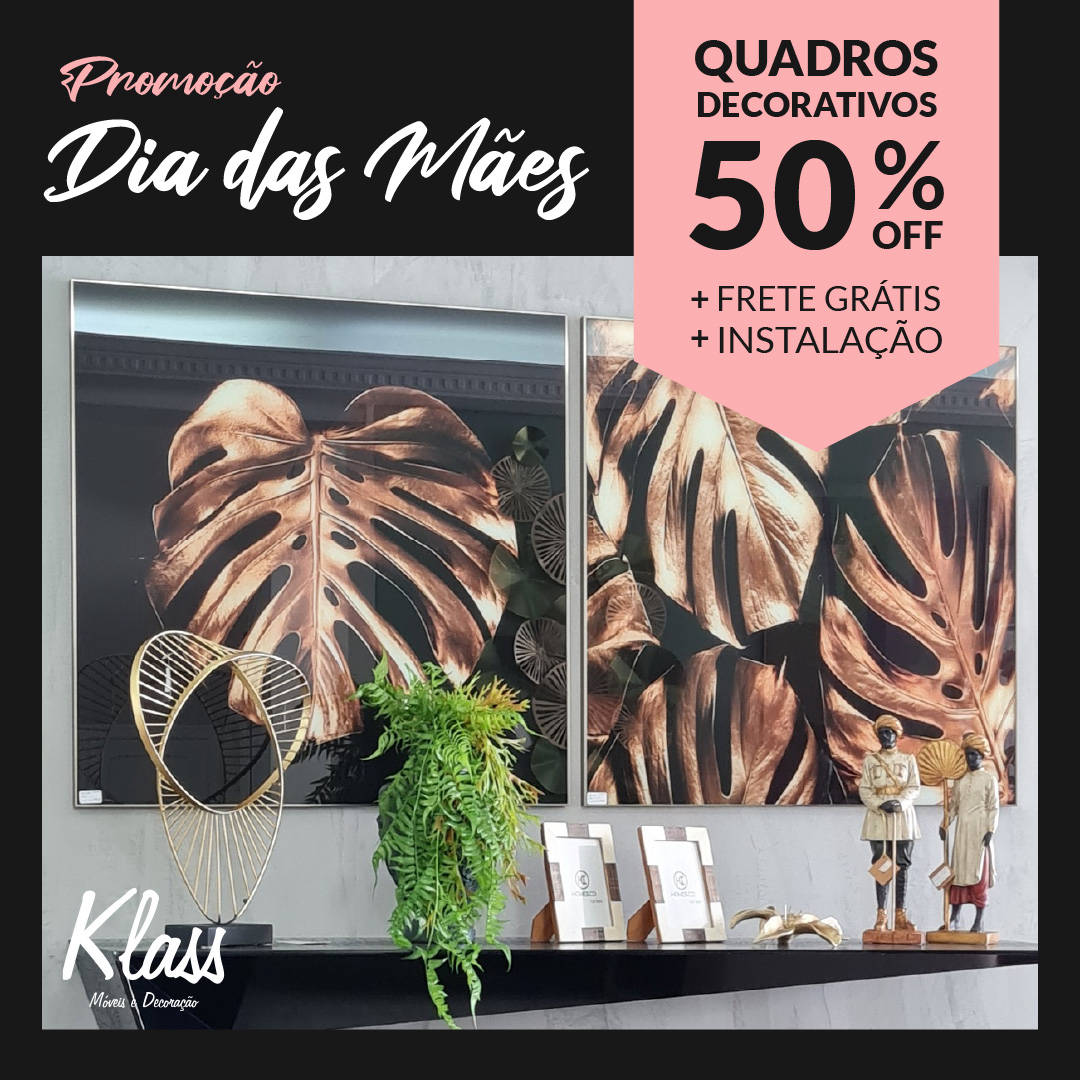 Promoção
Dia das Mães
QUADROS
DECORATIVOS
50%
OFF
+ FRETE GRÁTIS
+ INSTALAÇÃO
Klass
Móveis e Decoração